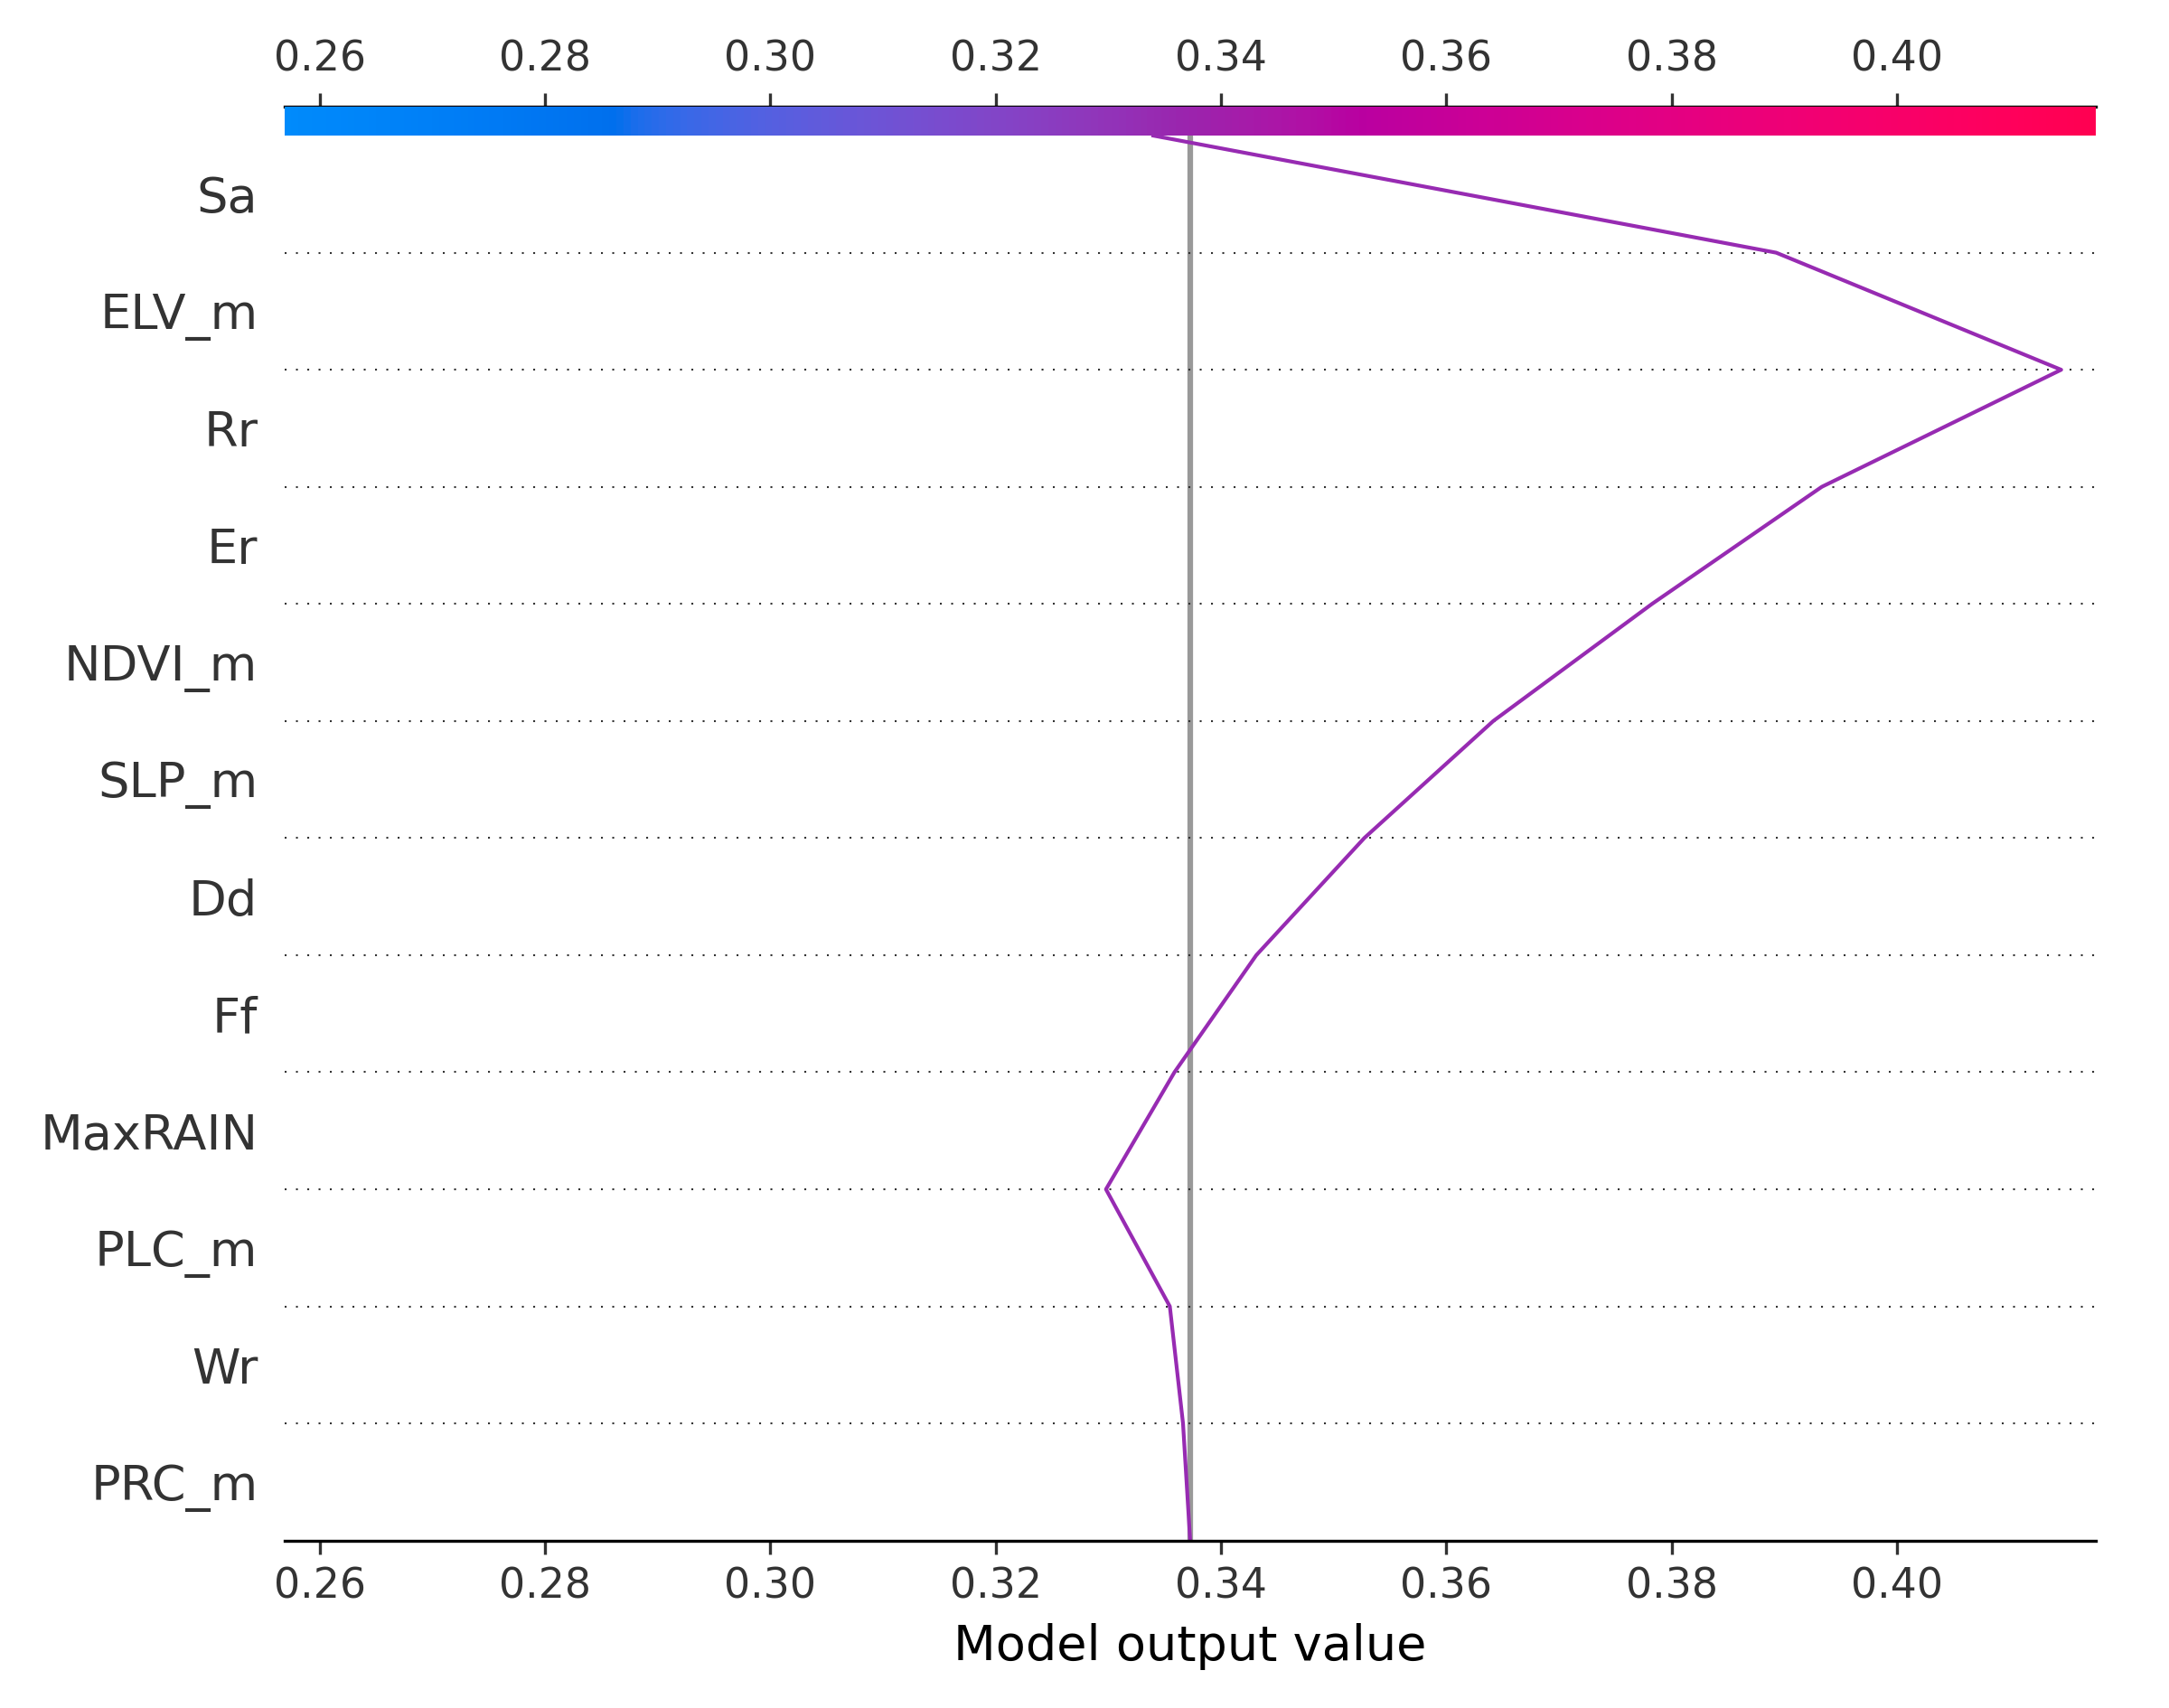 0.26 0.28 0.30 0.32 0.34 0.36 0.38 0.40
Sa
ELV_m
Rr
Er
NDVI_m
SLP_m
Dd
Ff
MaxRAIN
PLC_m
Wr
PRC_m
0.26 0.28 0.30 0.32 0.34 0.36 0.38 0.40
Model output value